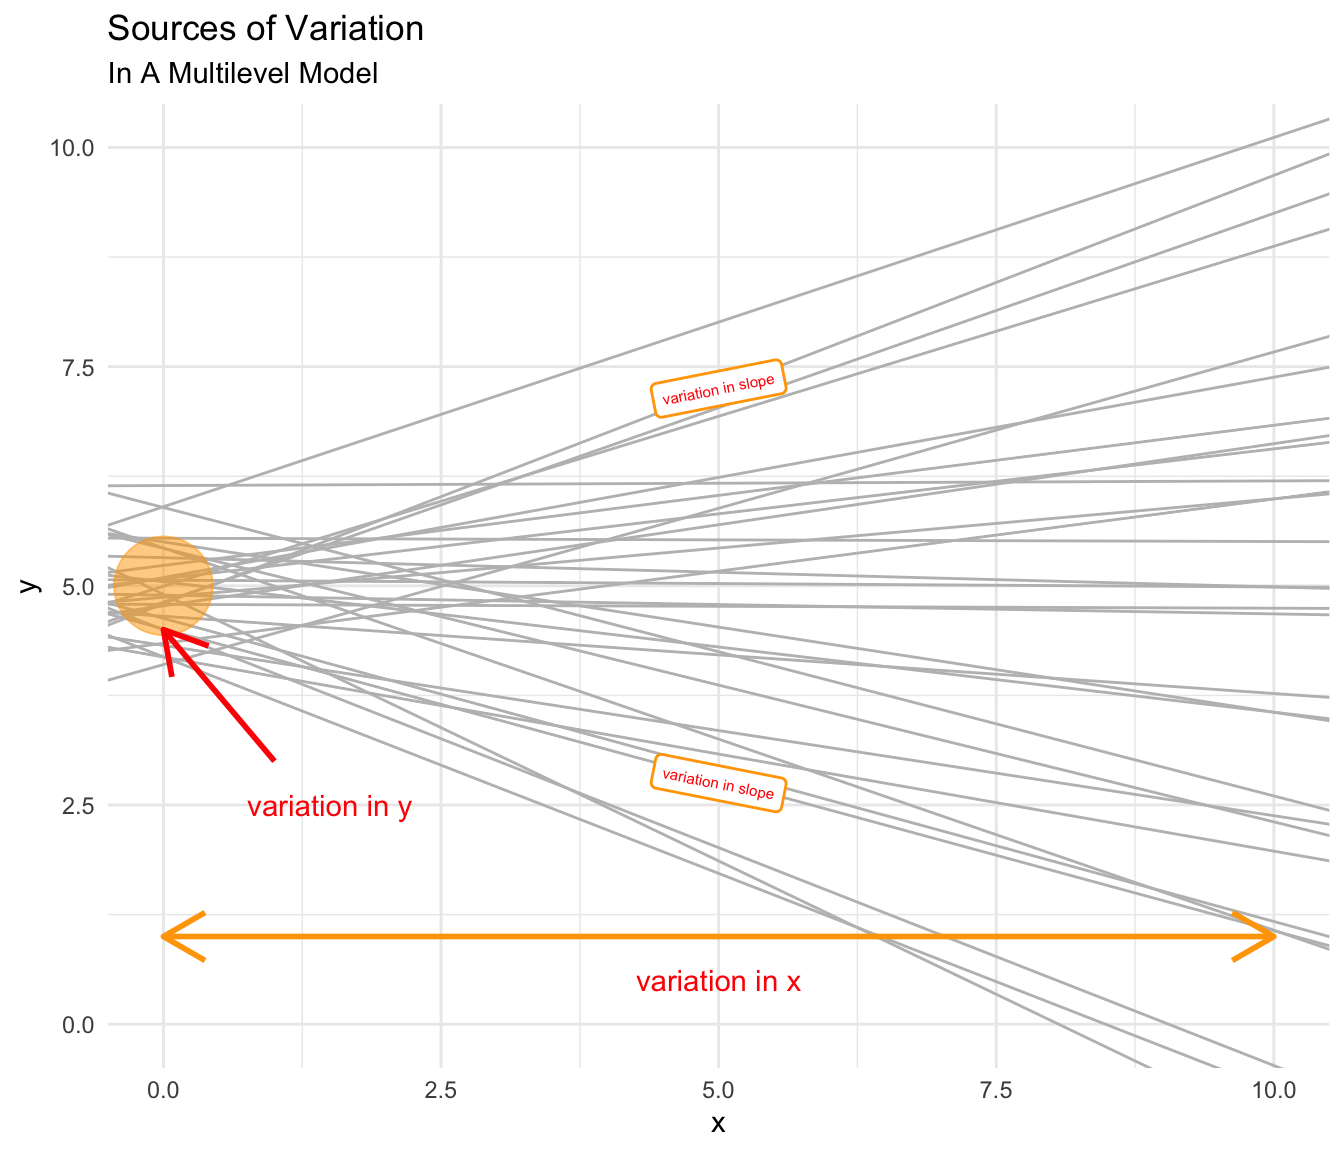 Sources of Variation
In A Multilevel Model
10.0
7.5
5.0
2.5
0.0
y
variation in slope
variation in slope
variation in y
variation in x
0.0 2.5 5.0 7.5 10.0
x